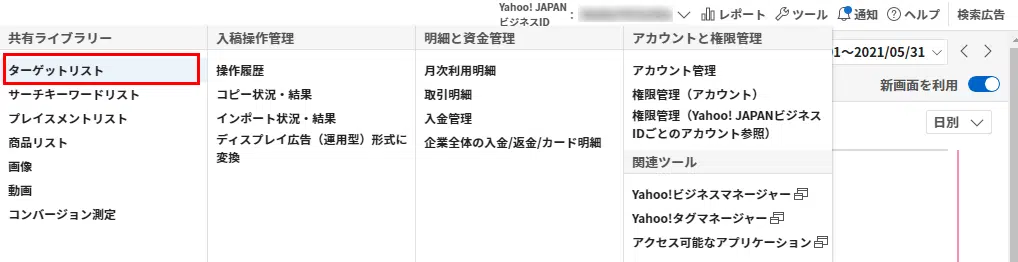 Yahoo! JAPAN
ビジネスID
:
レポート
ツール
通知
ヘルプ
検索広告
共有ライブラリー
ターゲットリスト
サーチキーワードリスト
プレイスメントリスト
商品リスト
画像
動画
コンバージョン測定
入稿操作管理
操作履歴
コピー状況・結果
インポート状況・結果
ディスプレイ広告（運用型）形式に
変換
明細と資金管理
月次利用明細
取引明細
入金管理
企業全体の入金/返金/カード明細
アカウントと権限管理
アカウント管理
権限管理（アカウント）
権限管理（Yahoo! JAPANビジネス
IDごとのアカウント参照）
関連ツール
Yahoo!ビジネスマネージャー
Yahoo!タグマネージャー
アクセス可能なアプリケーション
1～2021/05/31
新画面を利用
日別